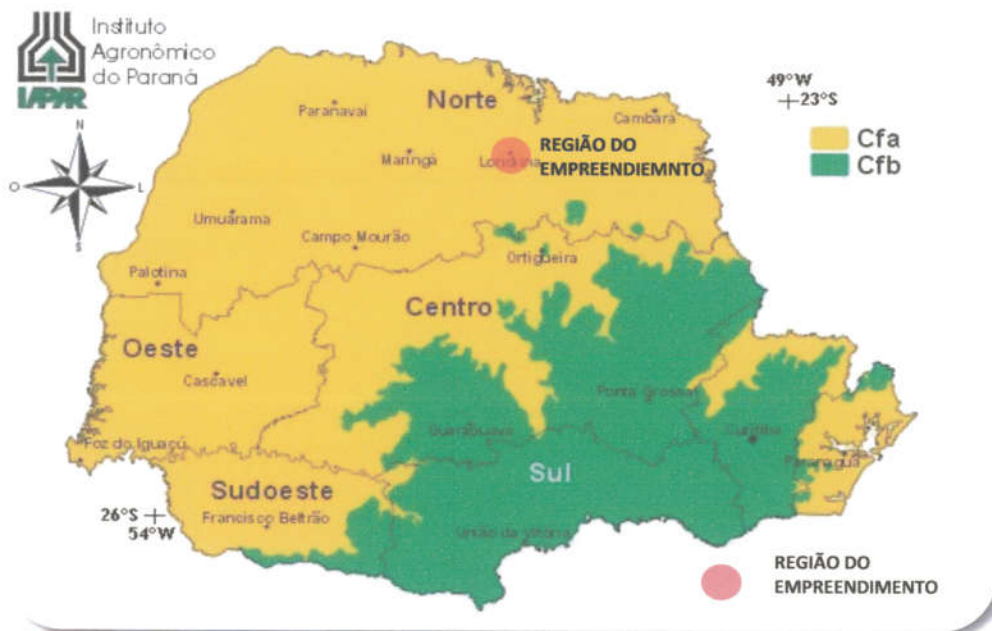 Instituto
Agronômico
do Paraná
IAPAR
N
O
L
S
49°W
23°S
Cfa
Cfb
Norte
Paranavaí
Cambará
Maringá
Londrina
REGIÃO DO
EMPREENDIEMNTO
Umuarama
Campo Mourão
Ortigueira
Palotina
Centro
Oeste
Cascavel
Ponta Grossa
Guarapuava
Curitiba
Foz do Iguaçú
Paranaguá
Sul
Sudoeste
Francisco Beltrão
26°S
54°W
União da Vitória
REGIÃO DO
EMPREENDIMENTO